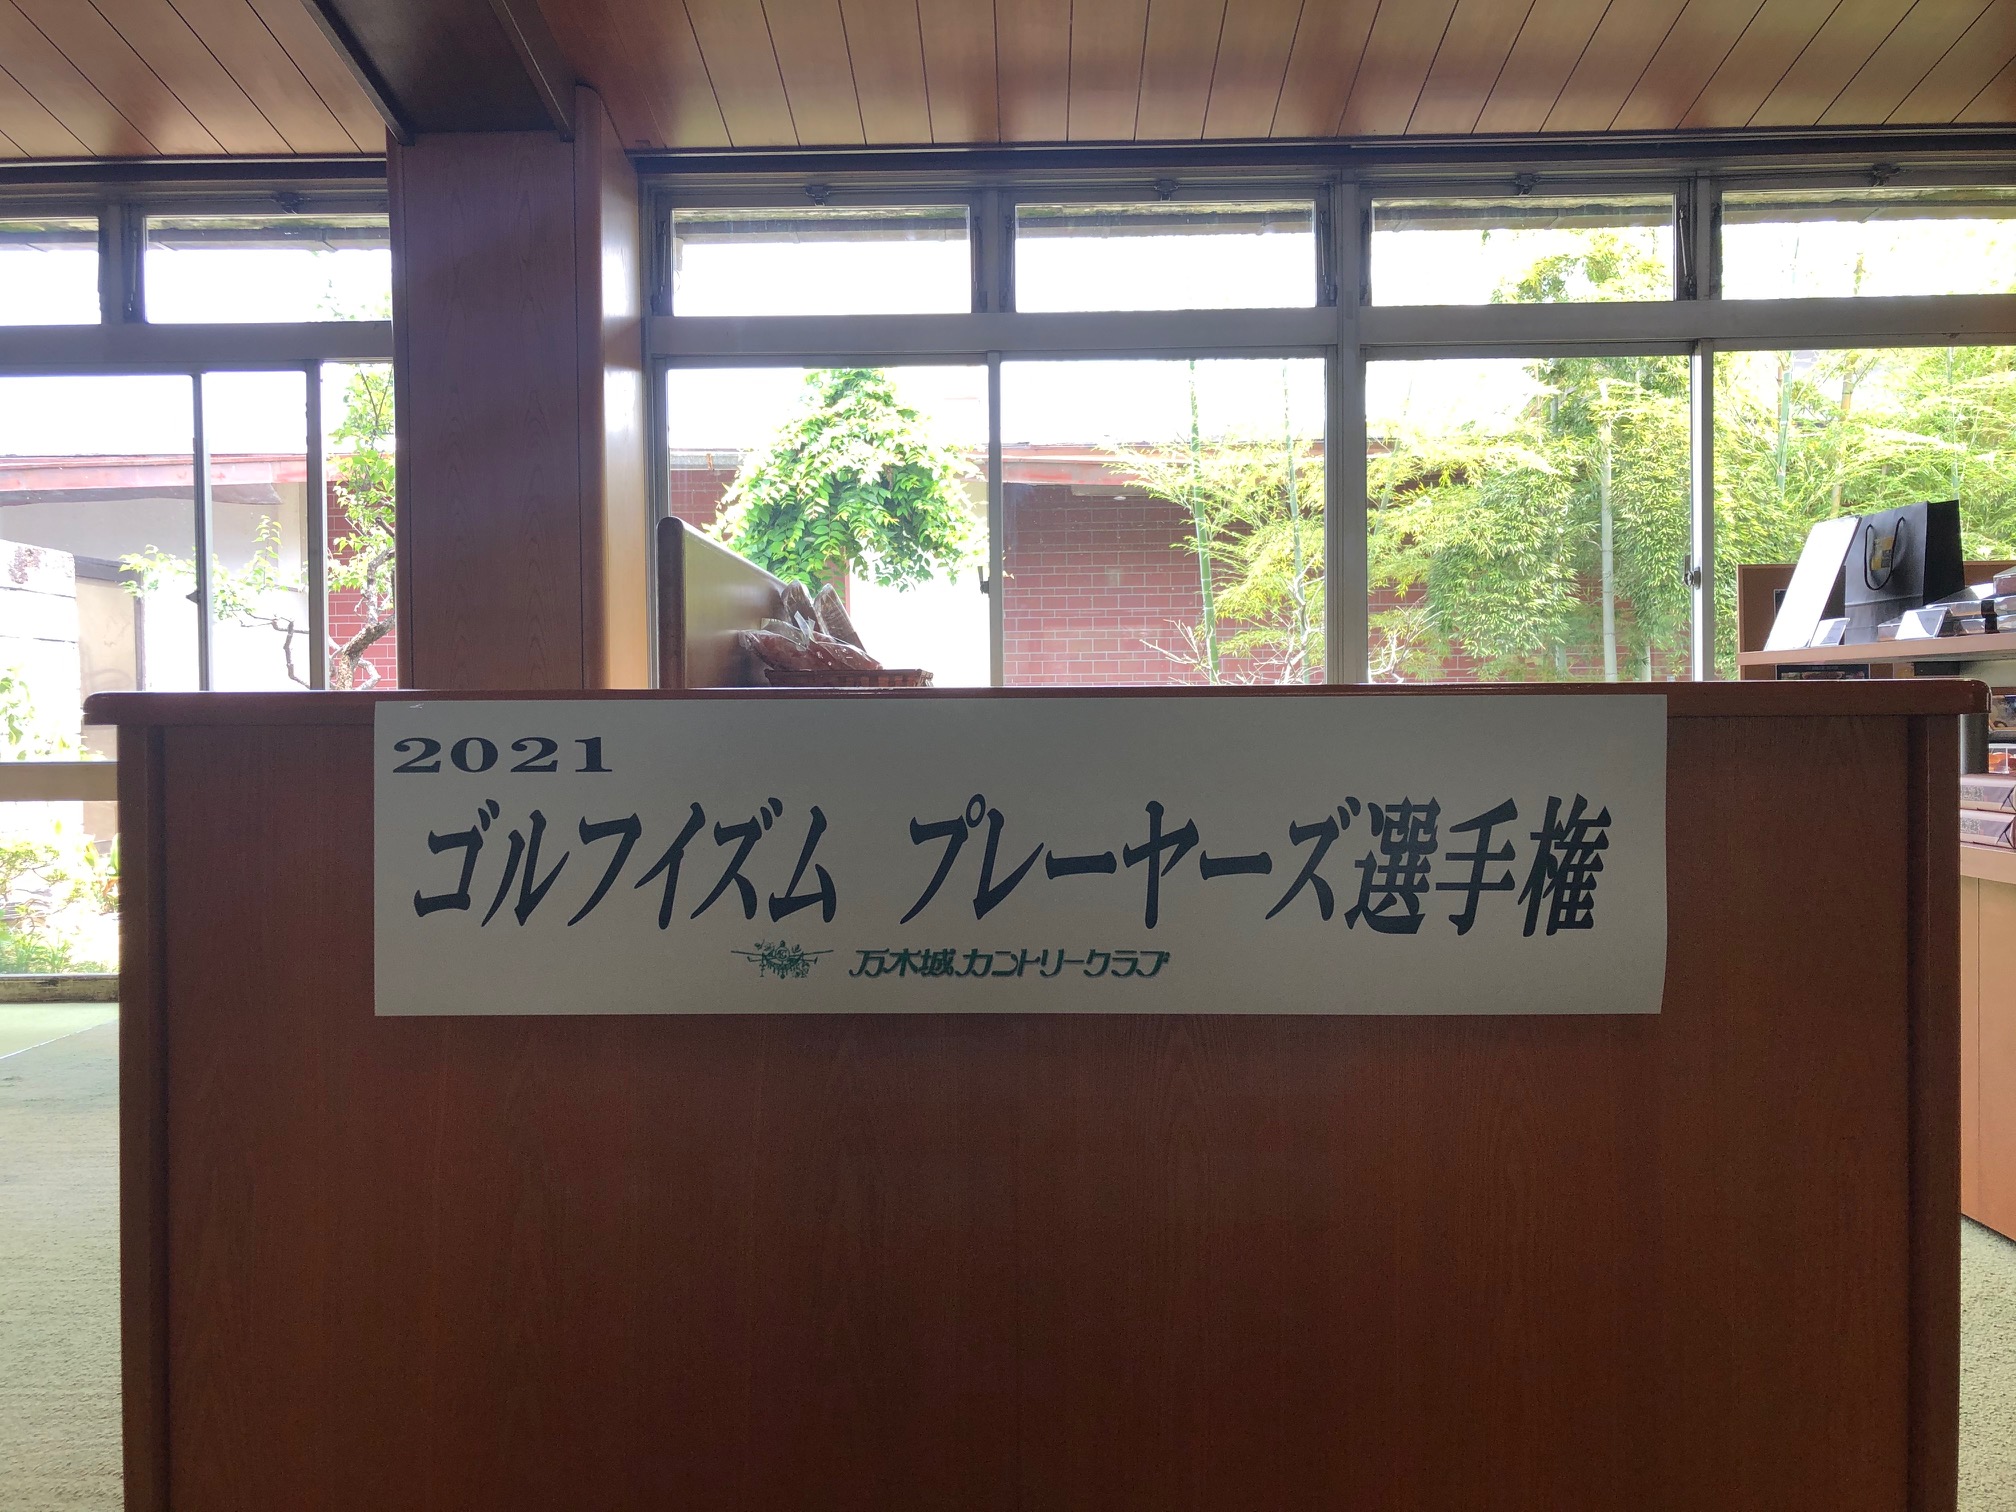 2021
ゴルフイズム プレーヤーズ選手権
万木城カントリークラブ